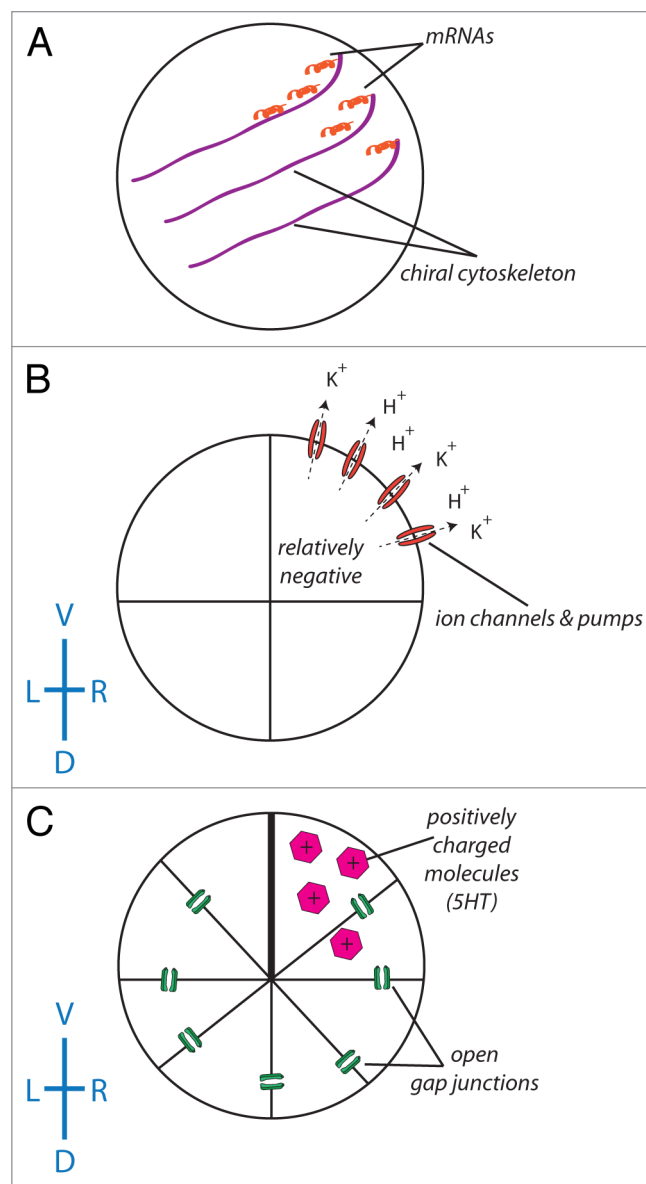 A
mRNAs
chiral cytoskeleton
B
K+
H+
H+
K+
H+
K+
relatively
negative
ion channels & pumps
V
L R
D
C
positively
charged
molecules
(5HT)
+
+
+
+
V
L R
D
open
gap junctions